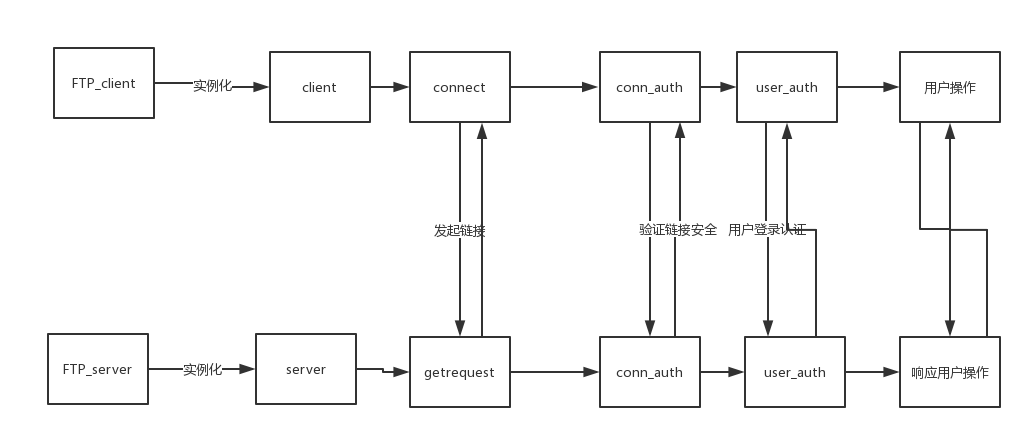 FTP_client
实例化
client
connect
conn_auth
user_auth
用户操作
发起链接
验证链接安全
用户登录认证
FTP_server
实例化
server
getrequest
conn_auth
user_auth
响应用户操作